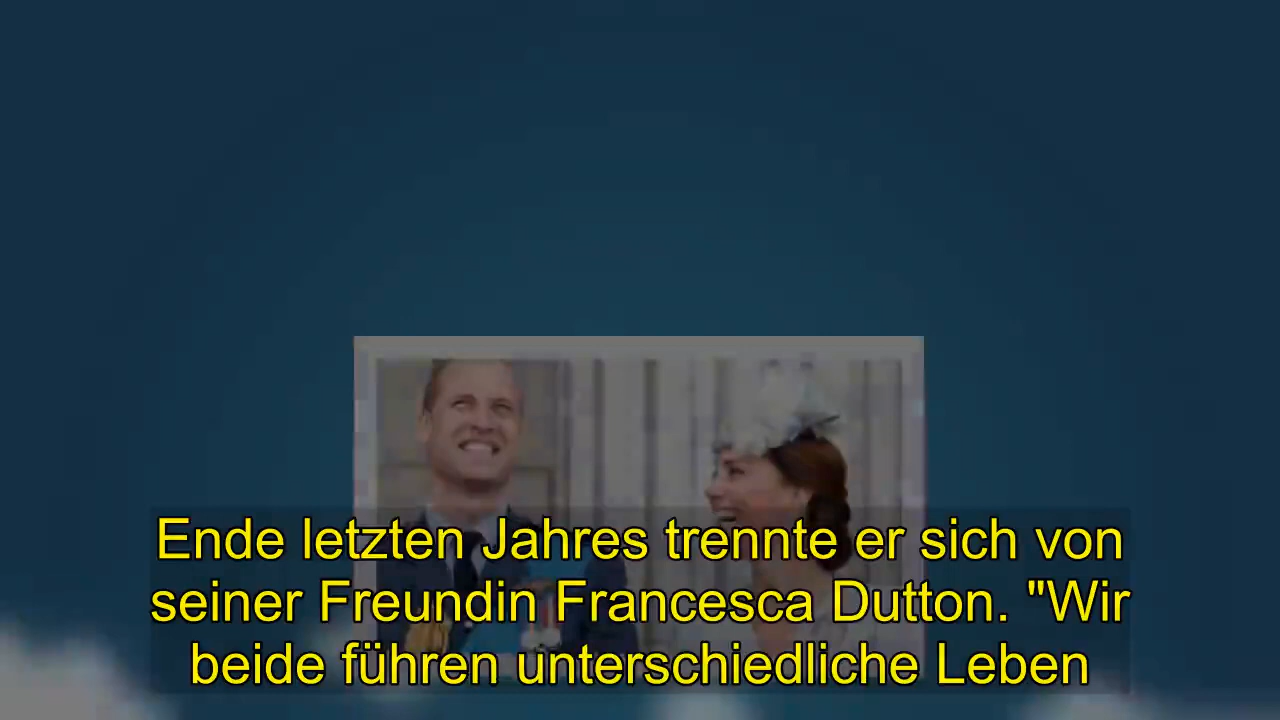 Ende letzten Jahres trennte er sich von
seiner Freundin Francesca Dutton. "Wir
beide führen unterschiedliche Leben